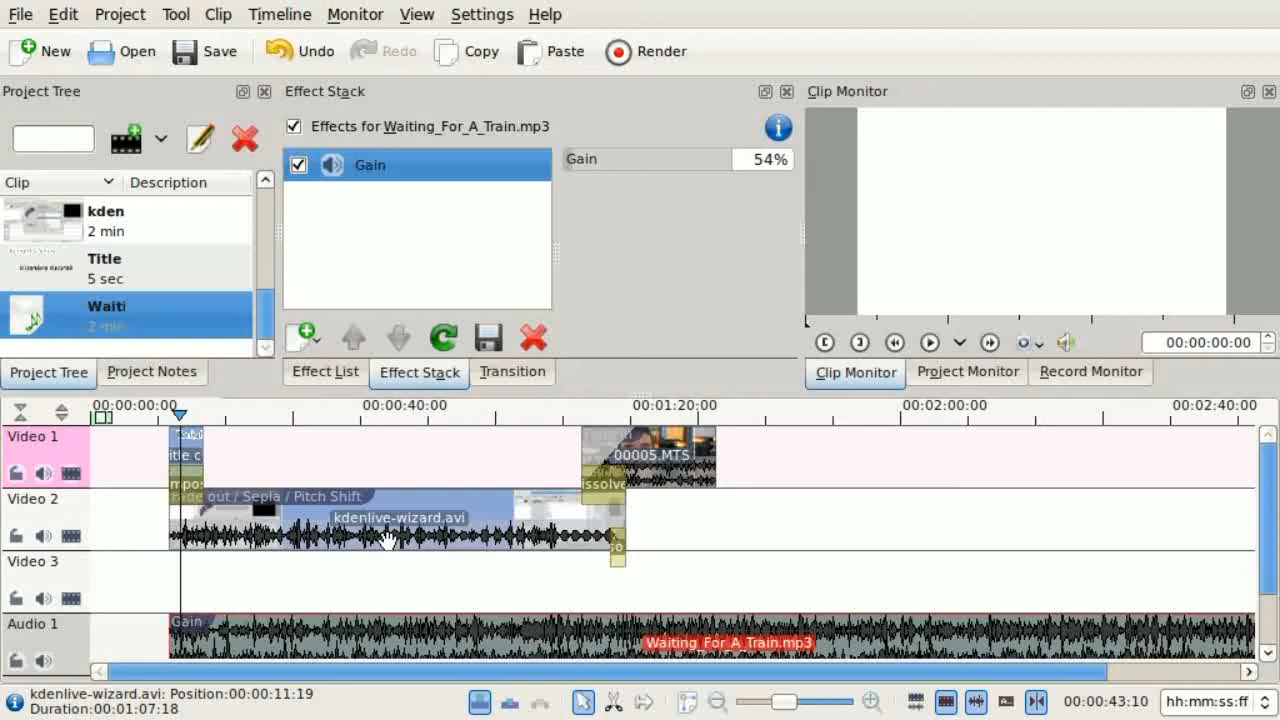 File Edit Project Tool Clip Timeline Monitor View Settings Help
New Open Save Undo Redo Copy Paste Render
Project Tree
Effect Stack
Clip Monitor
Effects for Waiting_For_A_Train.mp3
Gain
Gain 54%
Clip Description
kden
2 min
Title
5 sec
Waiti
2 min
00:00:00:00
Project Tree Project Notes
Effect List Effect Stack Transition
Clip Monitor Project Monitor Record Monitor
00:00:00:00 00:00:40:00 00:01:20:00 00:02:00:00 00:02:40:00
Video 1
itle c
00005.MTS
mpos
issolve
Video 2
Fade out / Sepia / Pitch Shift
kdenlive-wizard.avi
so
Video 3
Audio 1
Gain
Waiting_For_A_Train.mp3
kdenlive-wizard.avi: Position:00:00:11:19
Duration:00:01:07:18
00:00:43:10 hh:mm:ss:ff